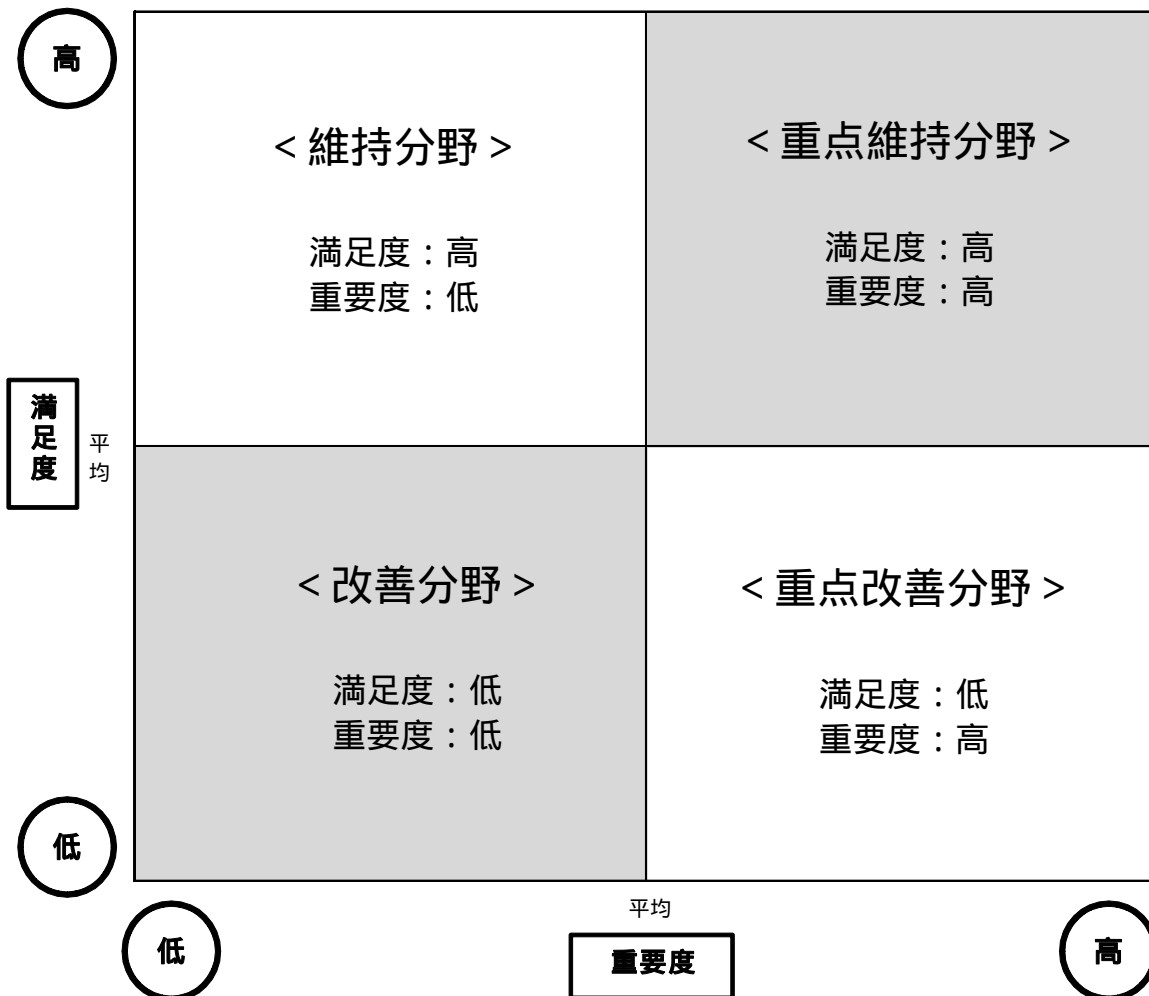 高
＜維持分野＞
満足度：高
重要度：低
＜重点維持分野＞
満足度：高
重要度：高
満足度
平均
＜改善分野＞
満足度：低
重要度：低
＜重点改善分野＞
満足度：低
重要度：高
低
低
平均
重要度
高